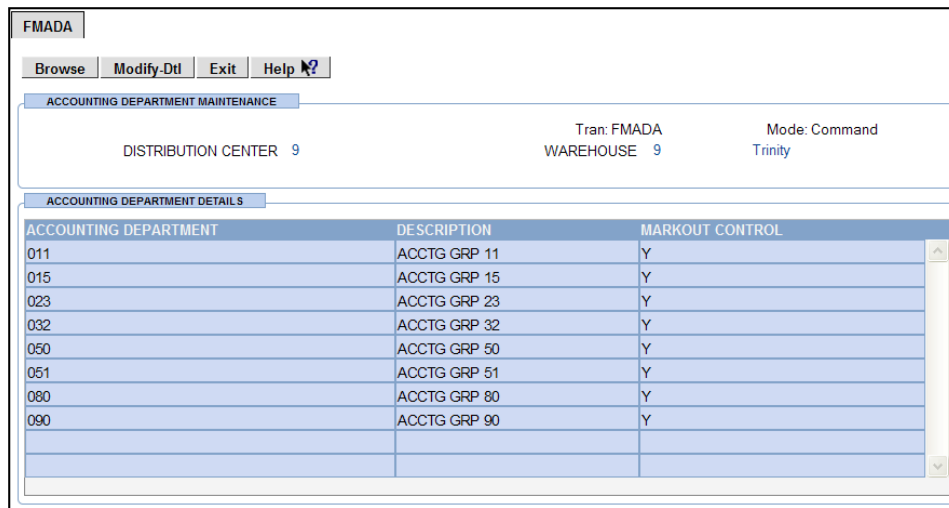 FMADA
Browse Modify-Dtl Exit Help
ACCOUNTING DEPARTMENT MAINTENANCE
Tran: FMADA Mode: Command
DISTRIBUTION CENTER 9 WAREHOUSE 9 Trinity
ACCOUNTING DEPARTMENT DETAILS
ACCOUNTING DEPARTMENT DESCRIPTION MARKOUT CONTROL
011 ACCTG GRP 11 Y
015 ACCTG GRP 15 Y
023 ACCTG GRP 23 Y
032 ACCTG GRP 32 Y
050 ACCTG GRP 50 Y
051 ACCTG GRP 51 Y
080 ACCTG GRP 80 Y
090 ACCTG GRP 90 Y